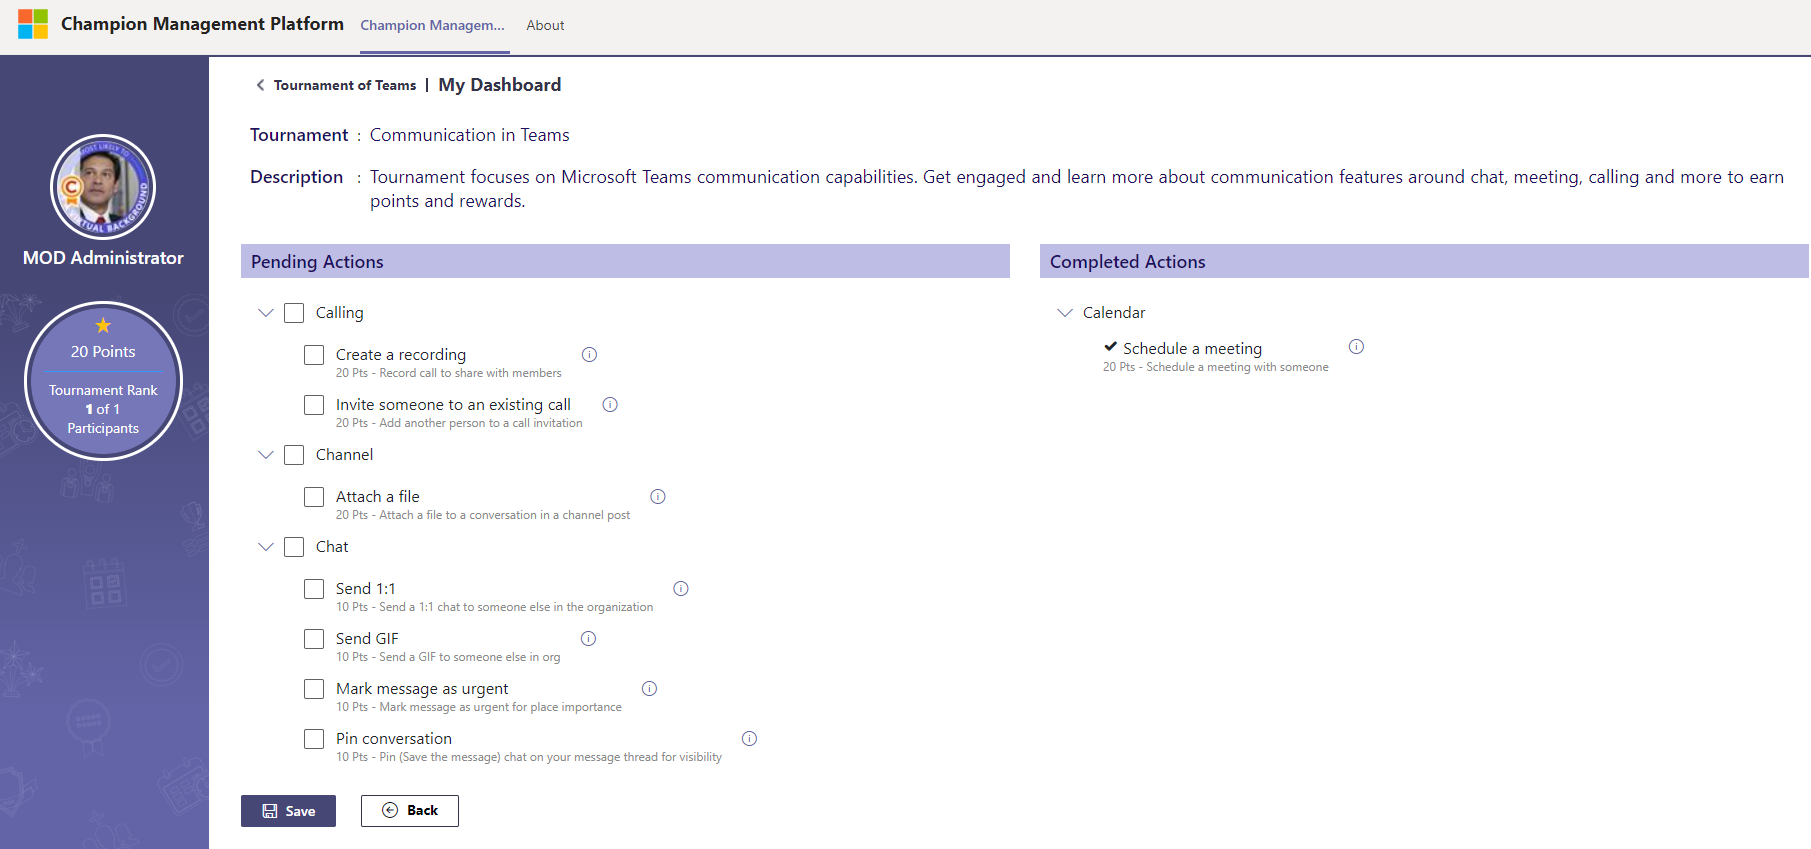 Champion Management Platform
Champion Managem...
About
Tournament of Teams | My Dashboard
Tournament : Communication in Teams
Description : Tournament focuses on Microsoft Teams communication capabilities. Get engaged and learn more about communication features around chat, meeting, calling and more to earn
points and rewards.
MOST LIKELY TO
C
VIRTUAL BACKGROUND
MOD Administrator
20 Points
Tournament Rank
1 of 1
Participants
Pending Actions
Calling
Create a recording
20 Pts - Record call to share with members
Invite someone to an existing call
20 Pts - Add another person to a call invitation
Channel
Attach a file
20 Pts - Attach a file to a conversation in a channel post
Chat
Send 1:1
10 Pts - Send a 1:1 chat to someone else in the organization
Send GIF
10 Pts - Send a GIF to someone else in org
Mark message as urgent
10 Pts - Mark message as urgent for place importance
Pin conversation
10 Pts - Pin (Save the message) chat on your message thread for visibility
Save
Back
Completed Actions
Calendar
Schedule a meeting
20 Pts - Schedule a meeting with someone